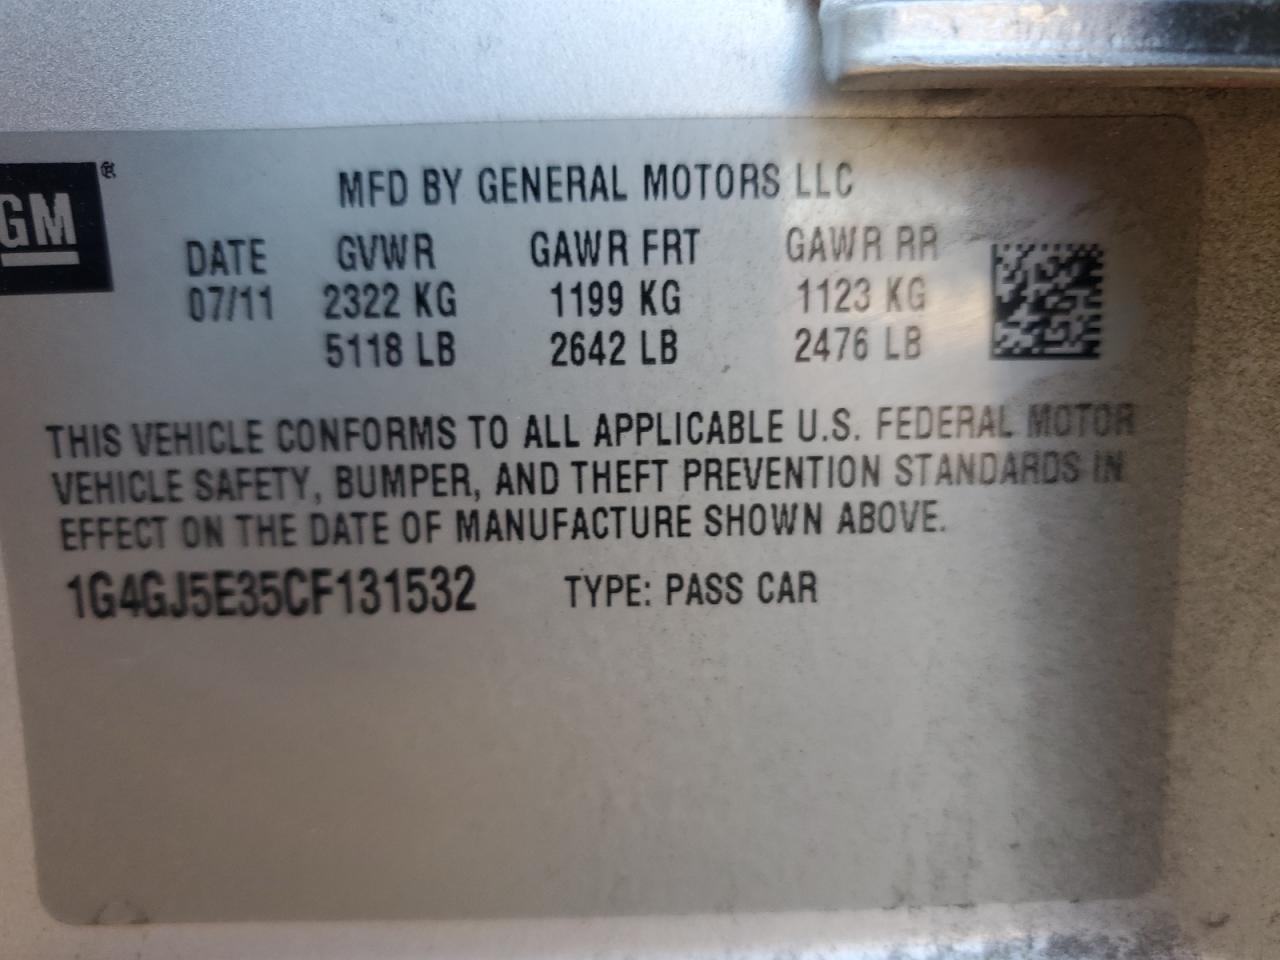 GM®
MFD BY GENERAL MOTORS LLC
DATE GVWR GAWR FRT GAWR RR
07/11 2322 KG 1199 KG 1123 KG
5118 LB 2642 LB 2476 LB
THIS VEHICLE CONFORMS TO ALL APPLICABLE U.S. FEDERAL MOTOR
VEHICLE SAFETY, BUMPER, AND THEFT PREVENTION STANDARDS IN
EFFECT ON THE DATE OF MANUFACTURE SHOWN ABOVE.
1G4GJ5E35CF131532 TYPE: PASS CAR